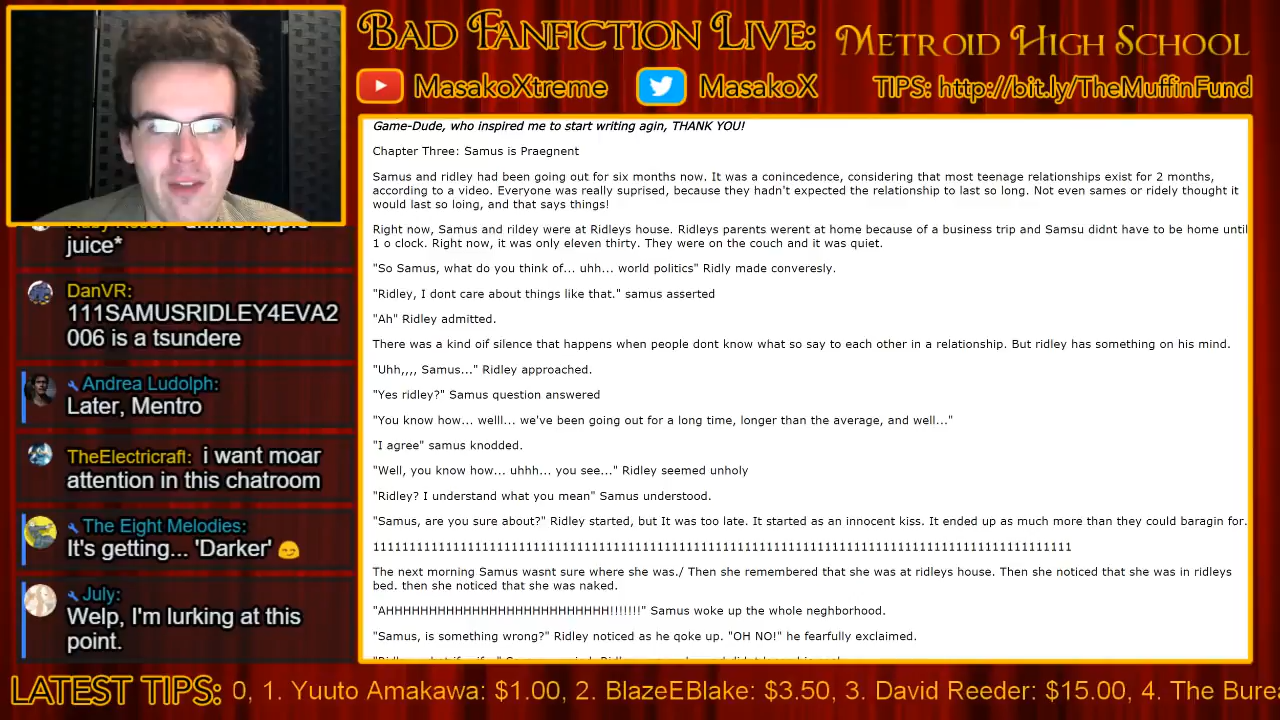 BAD FANFICTION LIVE:
METROID HIGH SCHOOL
MasakoXtreme
MasakoX
TIPS: http://bit.ly/TheMuffinFund
juice*
DanVR:
111SAMUSRIDLEY4EVA2
006 is a tsundere
Andrea Ludolph:
Later, Mentro
TheElectricraft: i want moar
attention in this chatroom
The Eight Melodies:
It's getting... 'Darker' 😏
July:
Welp, I'm lurking at this
point.
Game-Dude, who inspired me to start writing agin, THANK YOU!
Chapter Three: Samus is Praegnent
Samus and ridley had been going out for six months now. It was a conincedence, considering that most teenage relationships exist for 2 months,
according to a video. Everyone was really suprised, because they hadn't expected the relationship to last so long. Not even sames or ridely thought it
would last so loing, and that says things!
Right now, Samus and rildey were at Ridleys house. Ridleys parents werent at home because of a business trip and Samsu didnt have to be home until
1 o clock. Right now, it was only eleven thirty. They were on the couch and it was quiet.
"So Samus, what do you think of... uhh... world politics" Ridly made converesly.
"Ridley, I dont care about things like that." samus asserted
"Ah" Ridley admitted.
There was a kind oif silence that happens when people dont know what so say to each other in a relationship. But ridley has something on his mind.
"Uhh,,,, Samus..." Ridley approached.
"Yes ridley?" Samus question answered
"You know how... welll... we've been going out for a long time, longer than the average, and well..."
"I agree" samus knodded.
"Well, you know how... uhhh... you see..." Ridley seemed unholy
"Ridley? I understand what you mean" Samus understood.
"Samus, are you sure about?" Ridley started, but It was too late. It started as an innocent kiss. It ended up as much more than they could baragin for.
1111111111111111111111111111111111111111111111111111111111111111111111111111111111111111111111111
The next morning Samus wasnt sure where she was./ Then she remembered that she was at ridleys house. Then she noticed that she was in ridleys
bed. then she noticed that she was naked.
"AHHHHHHHHHHHHHHHHHHHHHHHHHHH!!!!!!!" Samus woke up the whole neghborhood.
"Samus, is something wrong?" Ridley noticed as he qoke up. "OH NO!" he fearfully exclaimed.
LATEST TIPS: 0, 1. Yuuto Amakawa: $1.00, 2. BlazeEBlake: $3.50, 3. David Reeder: $15.00, 4. The Burea